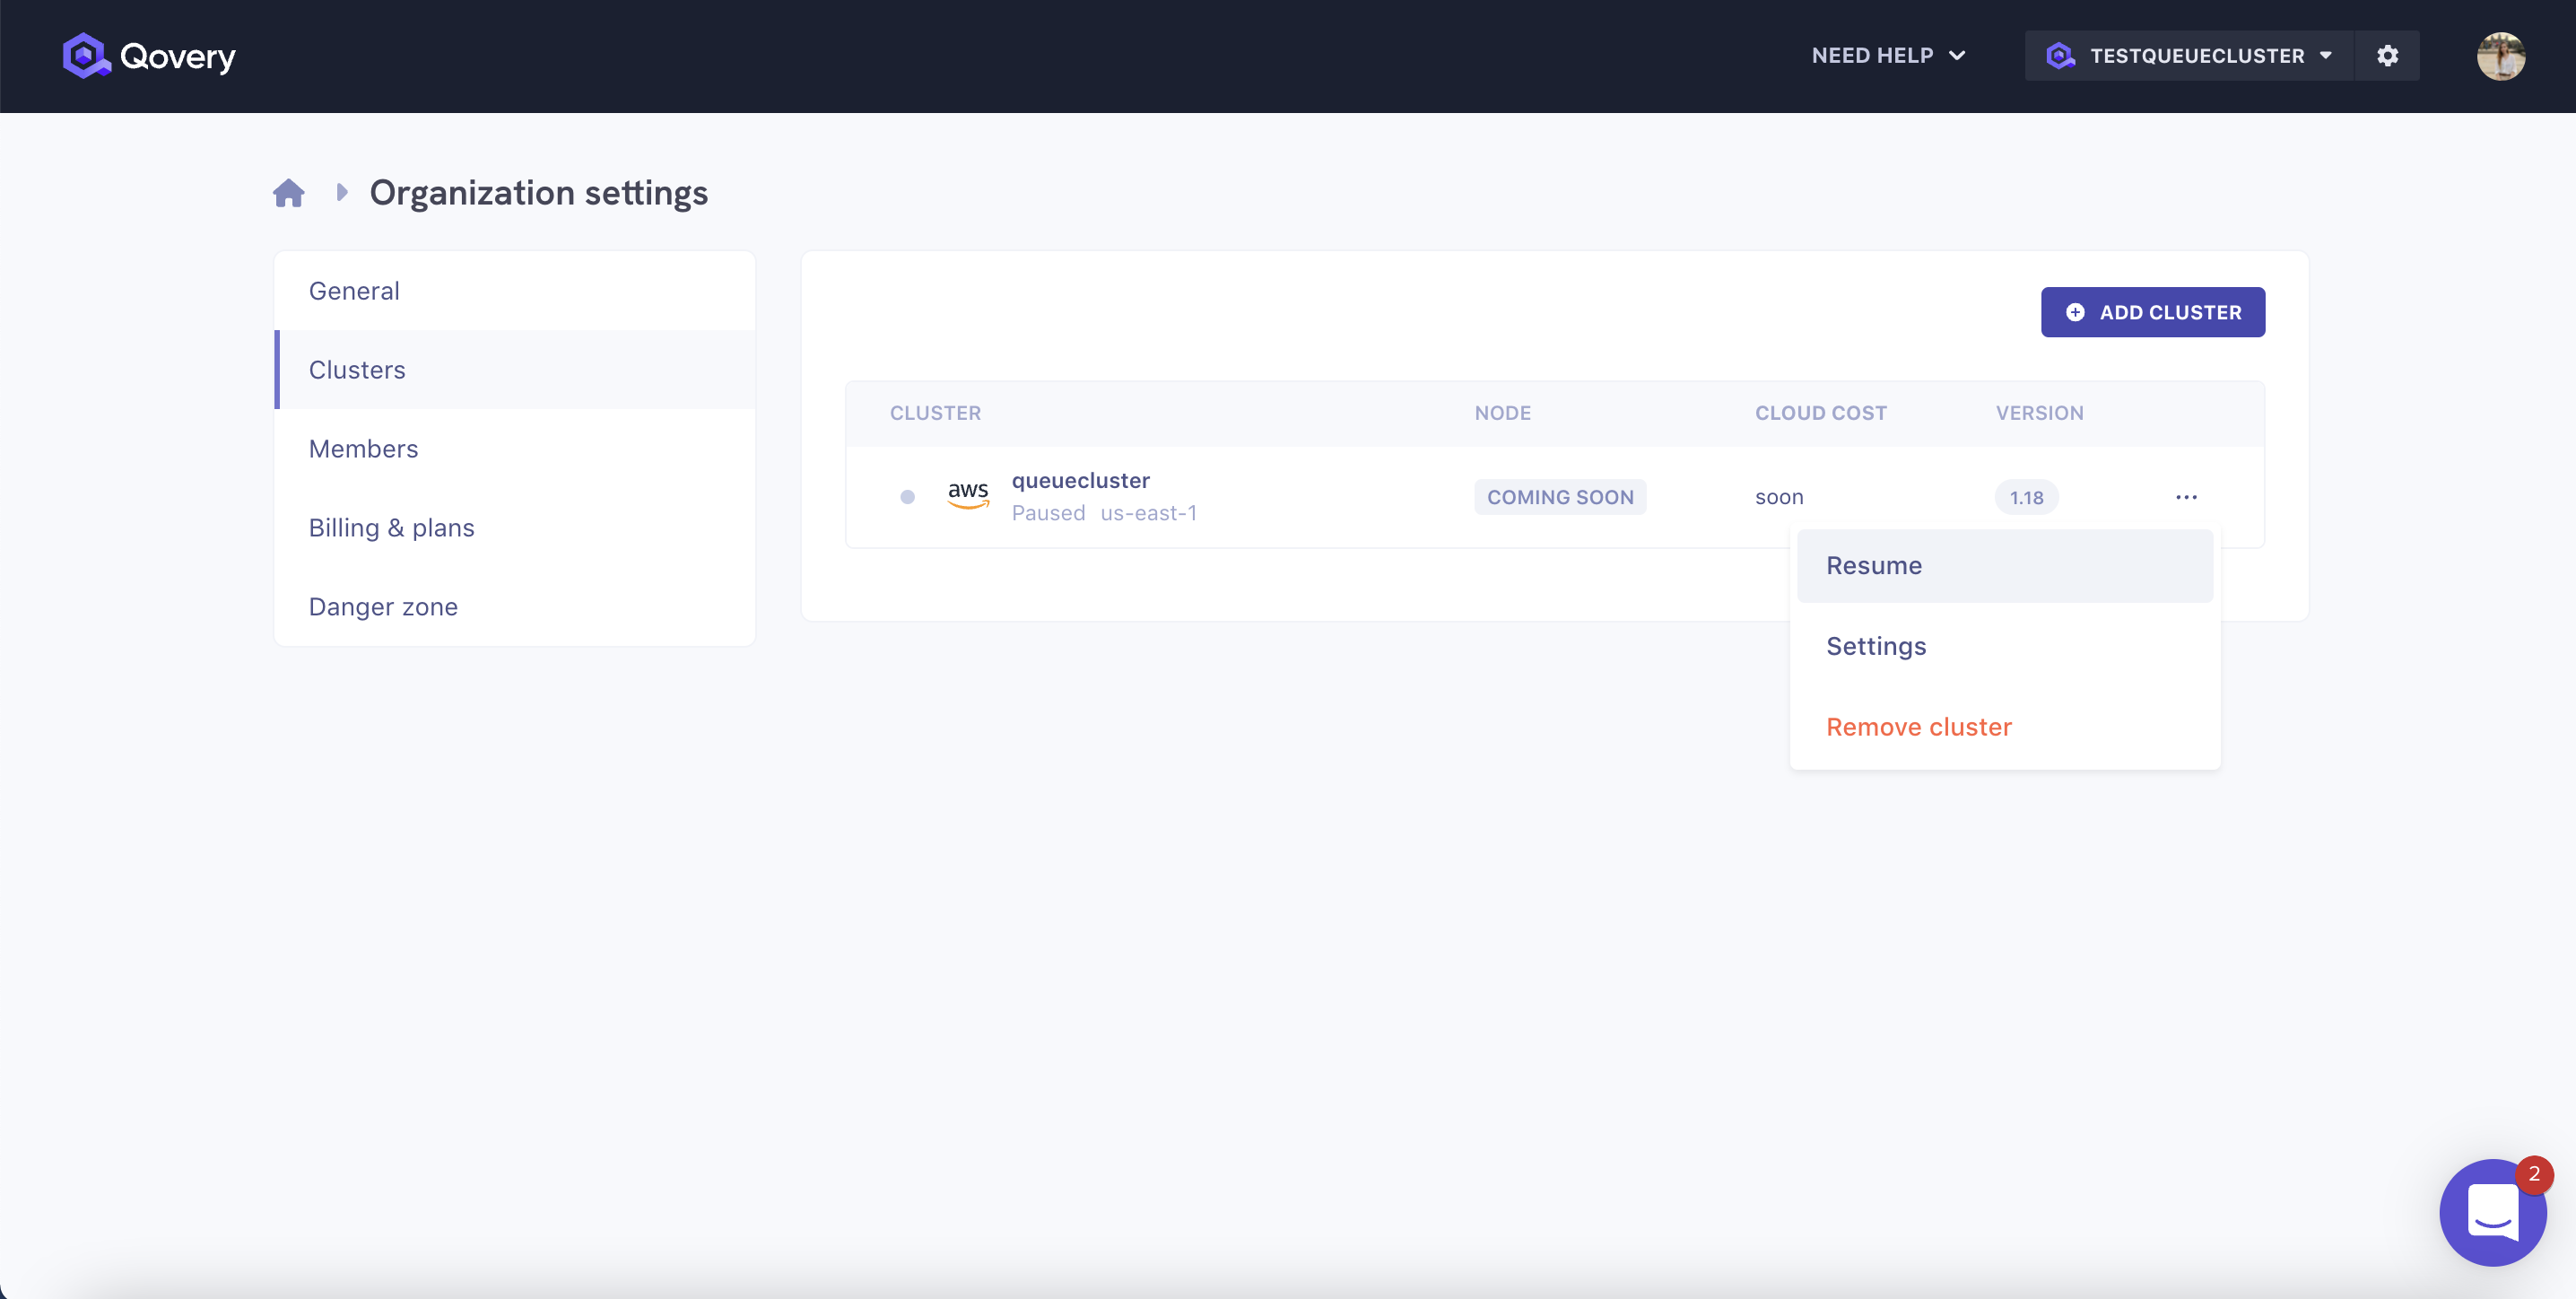 Qovery
NEED HELP
TESTQUEUECLUSTER
Organization settings
General
Clusters
Members
Billing & plans
Danger zone
ADD CLUSTER
CLUSTER NODE CLOUD COST VERSION
aws
queuecluster
Paused us-east-1
COMING SOON
soon
1.18
Resume
Settings
Remove cluster
2